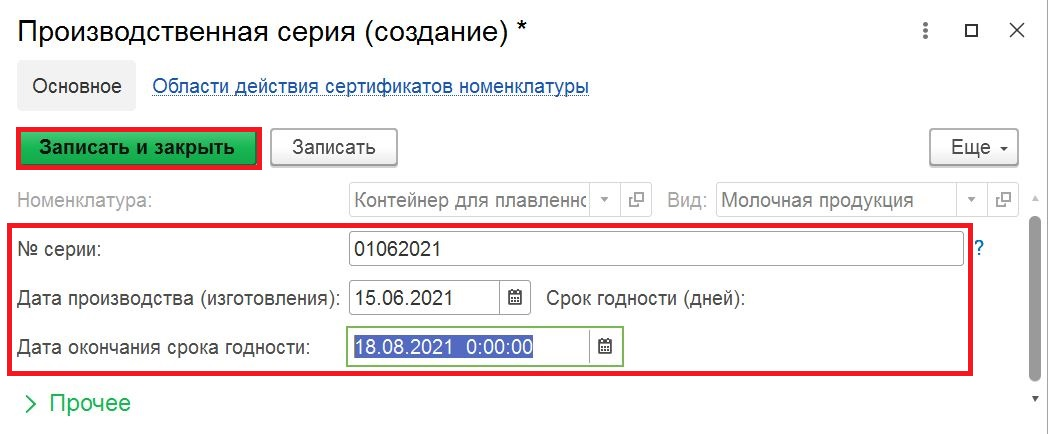 Производственная серия (создание) *
Основное Области действия сертификатов номенклатуры
Записать и закрыть Записать Еще
Номенклатура: Контейнер для плавленно Вид: Молочная продукция
№ серии: 01062021 ?
Дата производства (изготовления): 15.06.2021 Срок годности (дней):
Дата окончания срока годности: 18.08.2021 0:00:00
Прочее